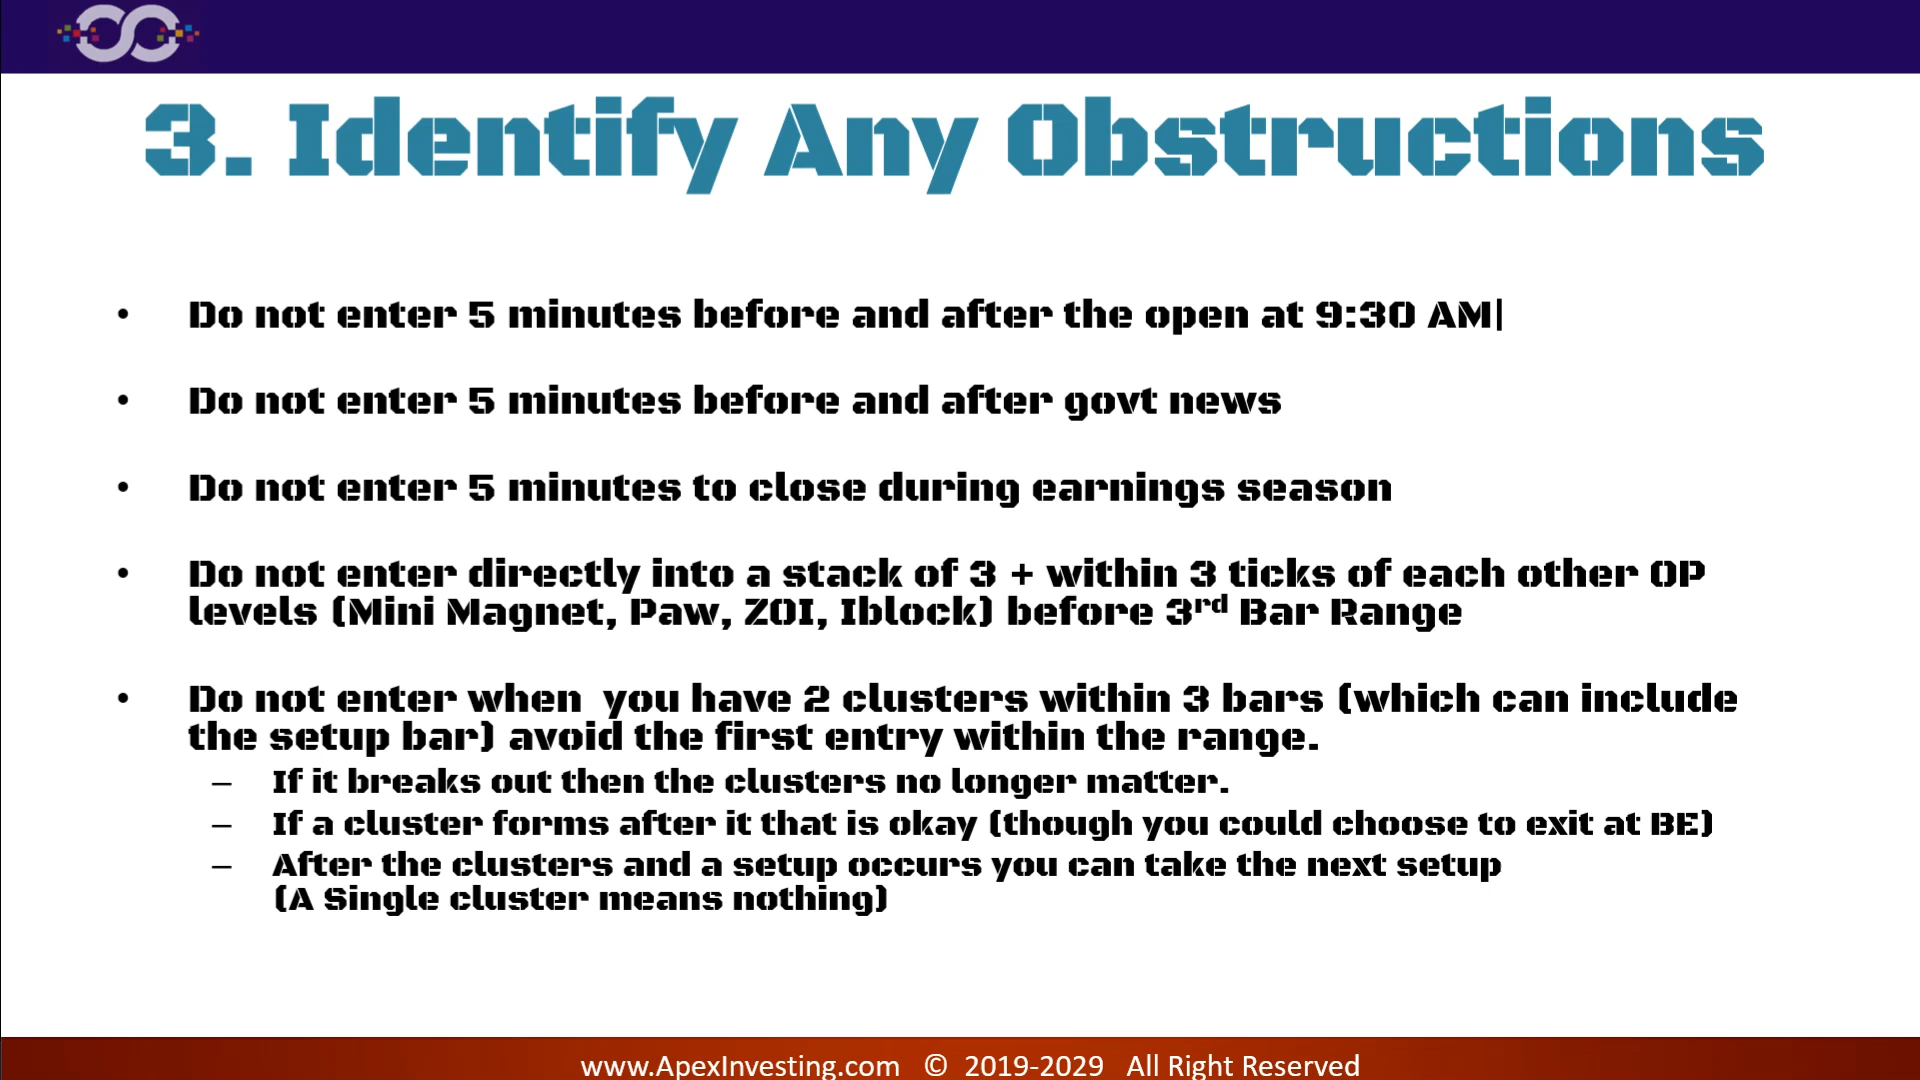 3. Identify Any Obstructions
• Do not enter 5 minutes before and after the open at 9:30 AM
• Do not enter 5 minutes before and after govt news
• Do not enter 5 minutes to close during earnings season
• Do not enter directly into a stack of 3 + within 3 ticks of each other OP
levels (Mini Magnet, Paw, ZOI, Iblock) before 3rd Bar Range
• Do not enter when  you have 2 clusters within 3 bars (which can include
the setup bar) avoid the first entry within the range.
– If it breaks out then the clusters no longer matter.
– If a cluster forms after it that is okay (though you could choose to exit at BE)
– After the clusters and a setup occurs you can take the next setup
(A Single cluster means nothing)
www.ApexInvesting.com © 2019-2029 All Right Reserved